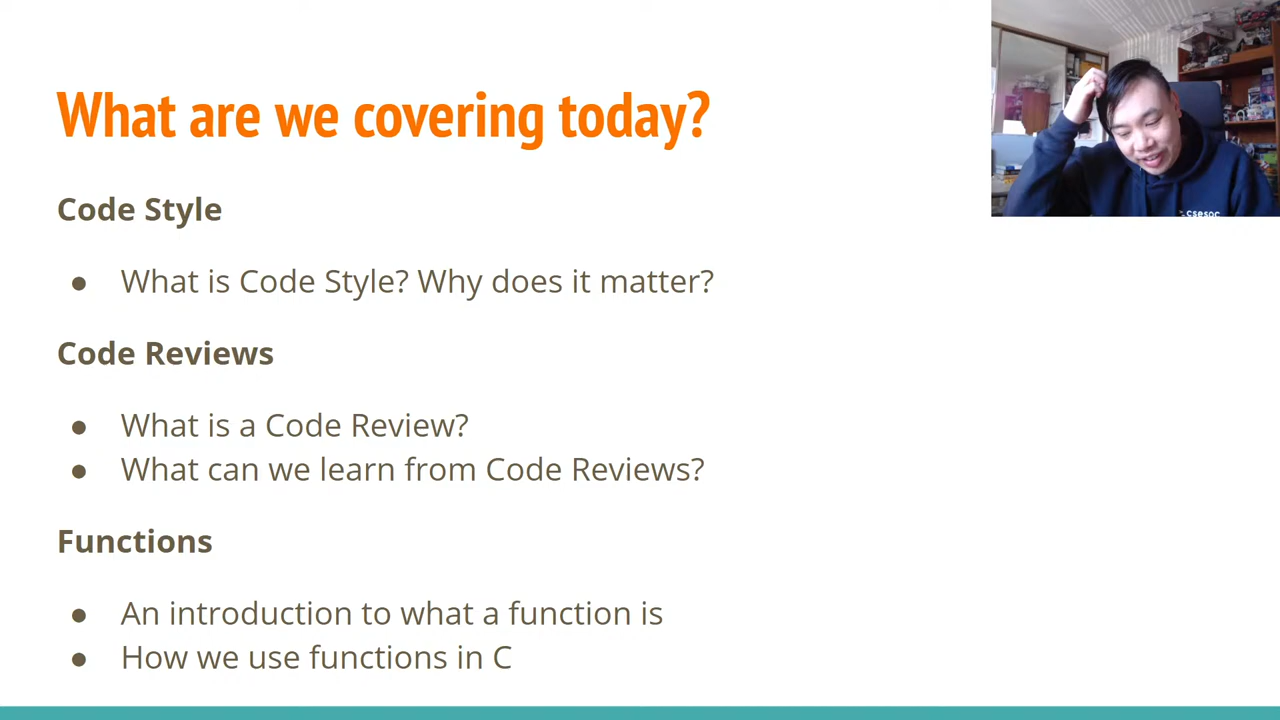 What are we covering today?
Code Style
● What is Code Style? Why does it matter?
Code Reviews
● What is a Code Review?
● What can we learn from Code Reviews?
Functions
● An introduction to what a function is
● How we use functions in C
csesoc